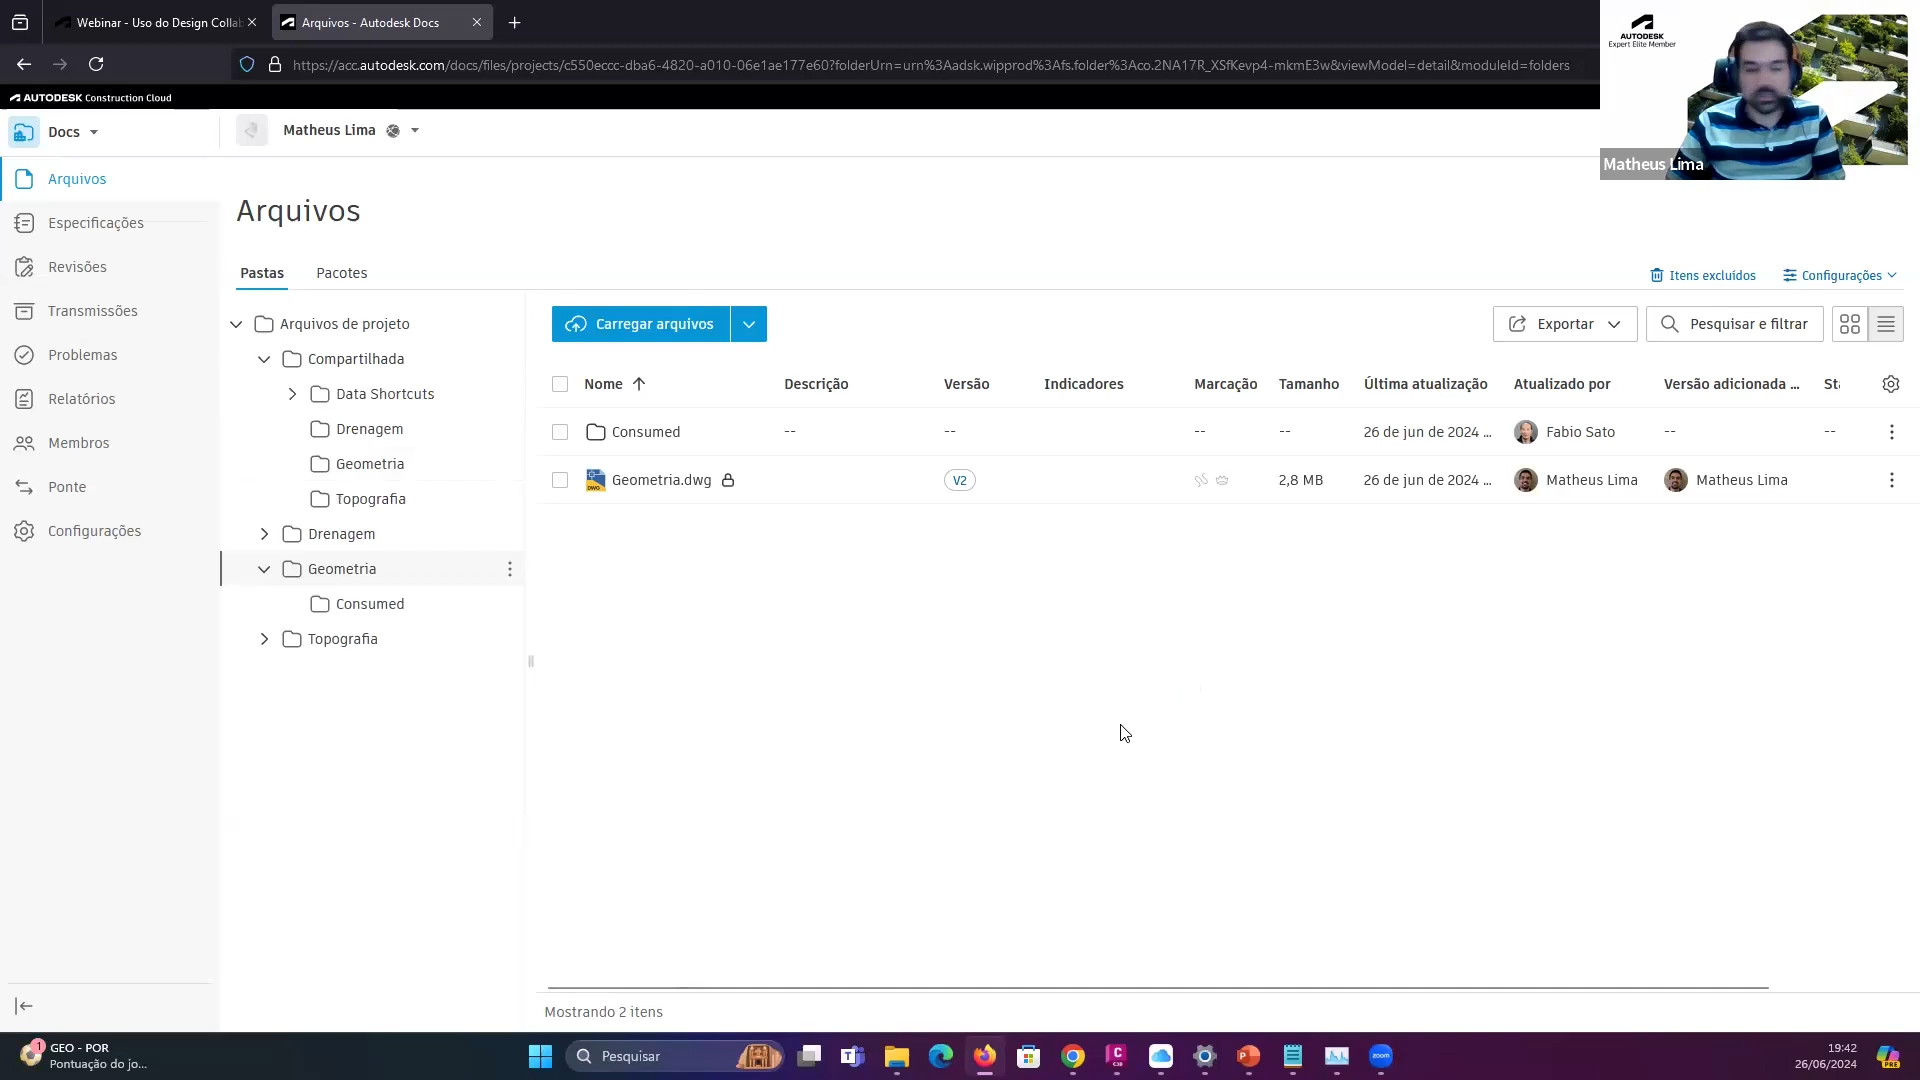 Webinar - Uso do Design Collab
Arquivos - Autodesk Docs
https://acc.autodesk.com/docs/files/projects/c550eccc-dba6-4820-a010-06e1ae177e60?folderUrn=urn%3Aadsk.wipprod%3Afs.folder%3Aco.2NA17R_XSfKevp4-mkmE3w&viewModel=detail&moduleId=folders
AUTODESK
Expert Elite Member
Matheus Lima
AUTODESK Construction Cloud
Docs
Matheus Lima
Arquivos
Especificações
Revisões
Transmissões
Problemas
Relatórios
Membros
Ponte
Configurações
Arquivos
Pastas Pacotes
Itens excluídos Configurações
Arquivos de projeto
Compartilhada
Data Shortcuts
Drenagem
Geometria
Topografia
Drenagem
Geometria
Consumed
Topografia
Carregar arquivos
Exportar
Pesquisar e filtrar
Nome Descrição Versão Indicadores Marcação Tamanho Última atualização Atualizado por Versão adicionada ...
Consumed -- -- -- -- 26 de jun de 2024 ... Fabio Sato -- --
Geometria.dwg V2 2,8 MB 26 de jun de 2024 ... Matheus Lima Matheus Lima
Mostrando 2 itens
1
GEO - POR
Pontuação do jo...
Pesquisar
zoom
19:42
26/06/2024
PRE